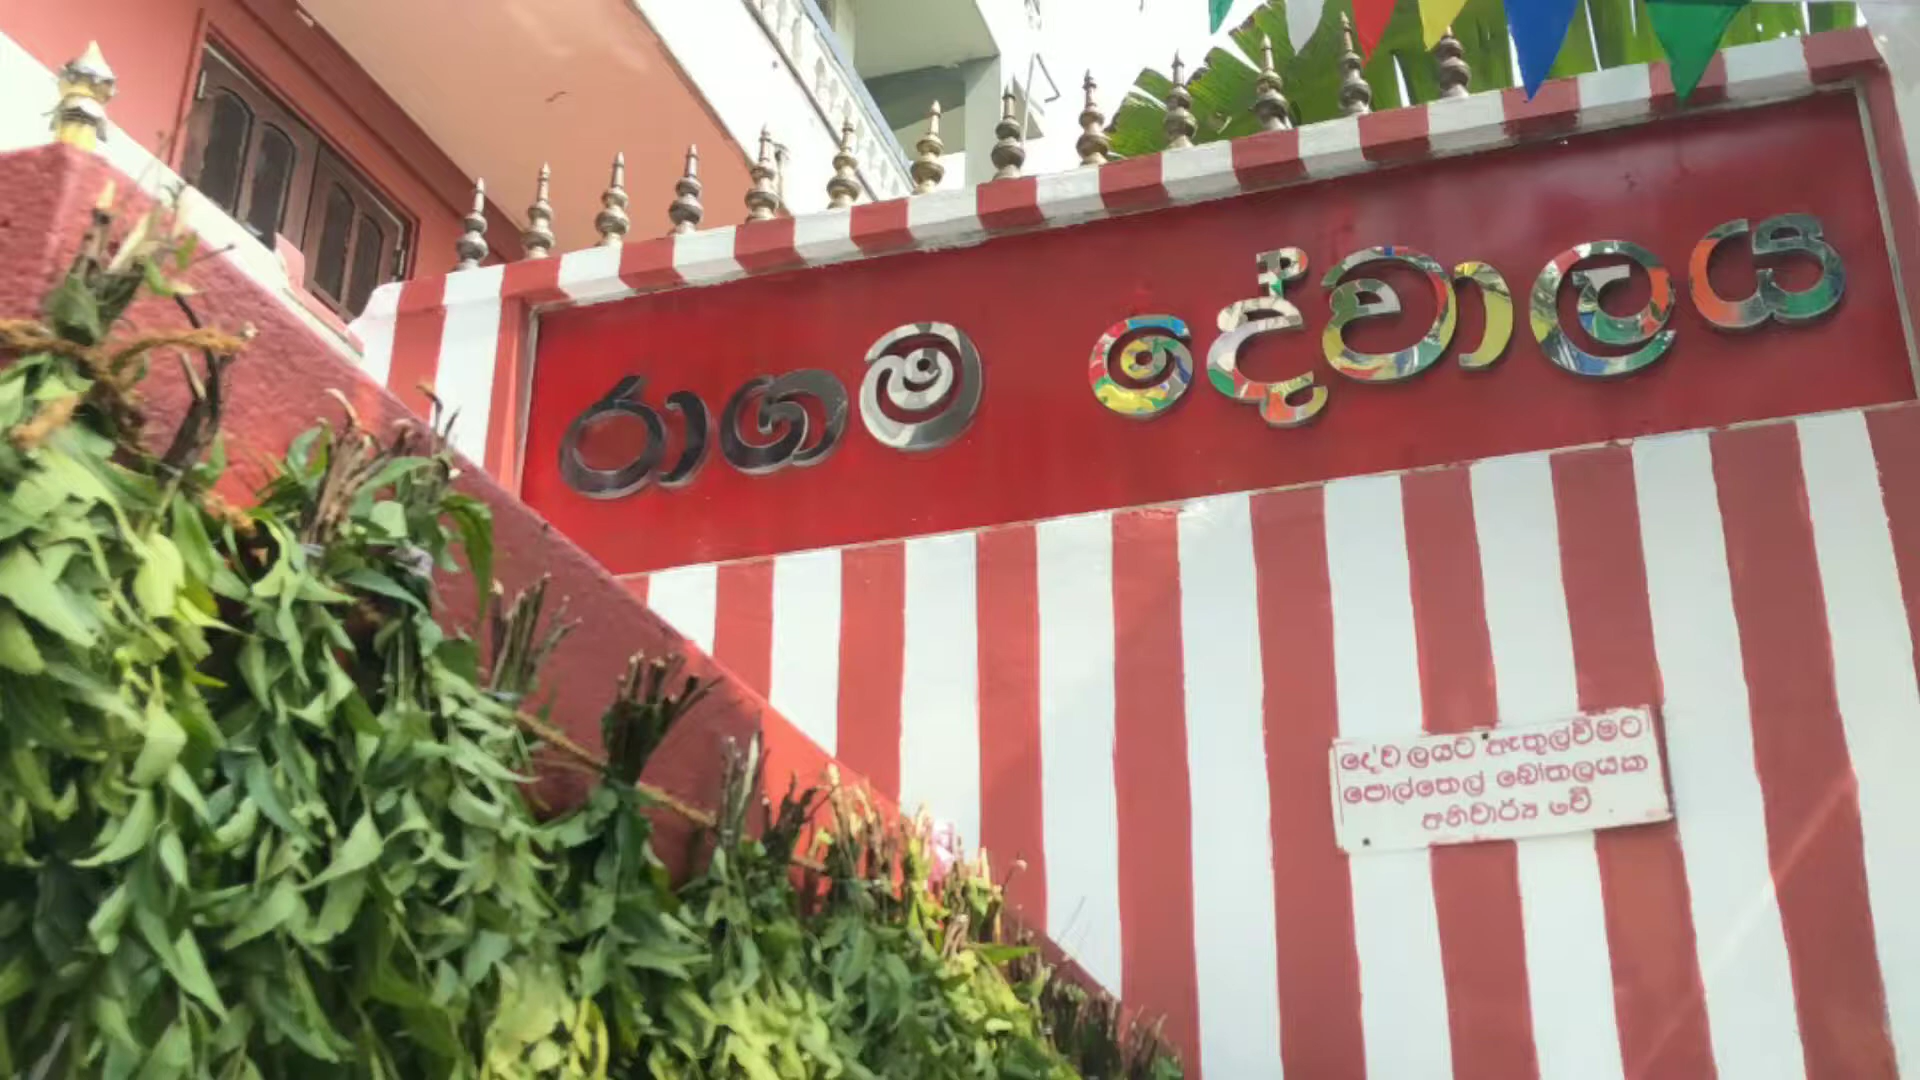 රාගම දේවාලය
දේවාලයට ඇතුල්වීමට
පොල්තෙල් බෝතලයක
අනිවාර්ය වේ